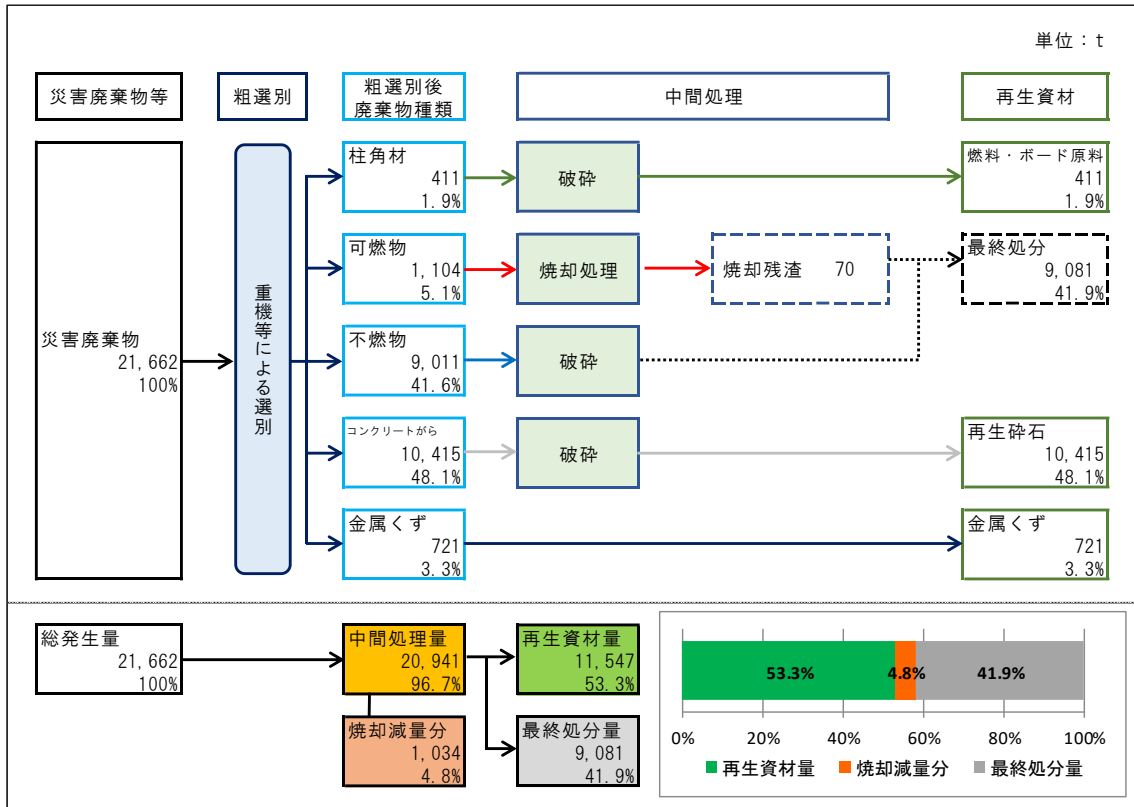 単位：t
災害廃棄物等
粗選別
粗選別後
廃棄物種類
中間処理
再生資材
災害廃棄物
21,662
100%
重機等による選別
柱角材
411
1.9%
破砕
燃料・ボード原料
411
1.9%
可燃物
1,104
5.1%
焼却処理
焼却残渣 70
最終処分
9,081
41.9%
不燃物
9,011
41.6%
破砕
コンクリートがら
10,415
48.1%
破砕
再生砕石
10,415
48.1%
金属くず
721
3.3%
金属くず
721
3.3%
総発生量
21,662
100%
中間処理量
20,941
96.7%
再生資材量
11,547
53.3%
焼却減量分
1,034
4.8%
最終処分量
9,081
41.9%
53.3% 4.8% 41.9%
0% 20% 40% 60% 80% 100%
再生資材量 焼却減量分 最終処分量